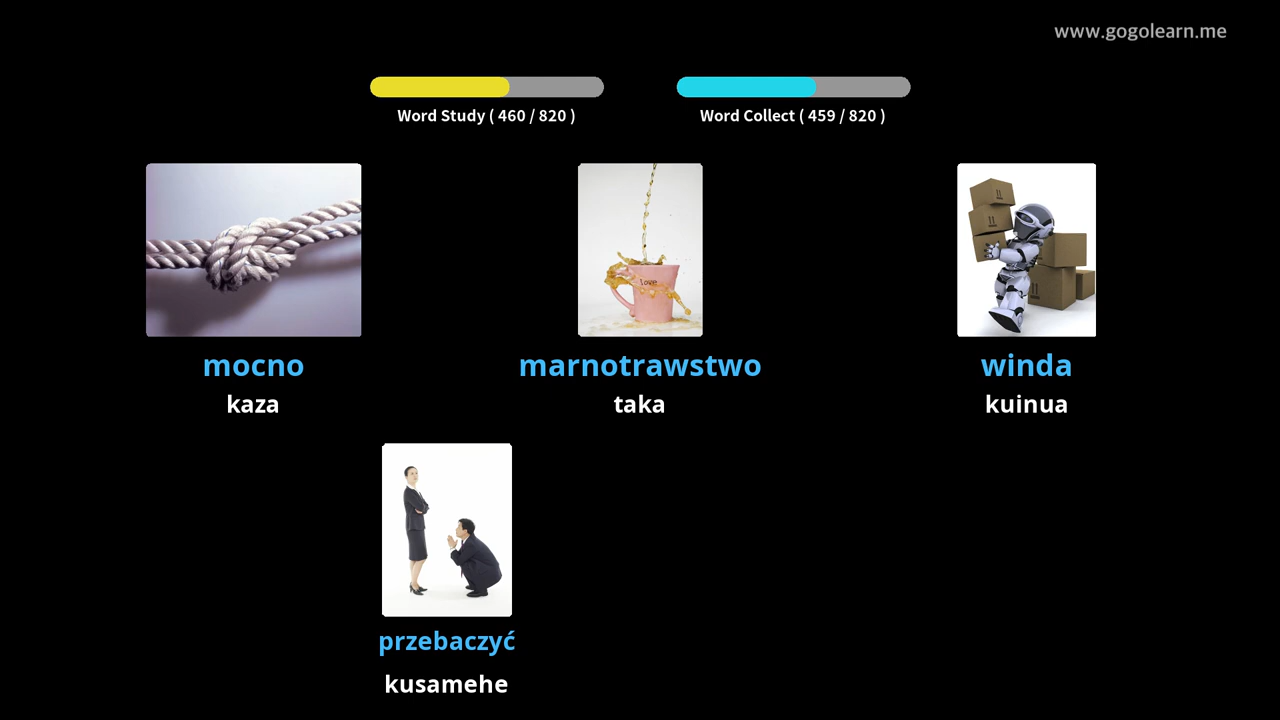 www.gogolearn.me
Word Study ( 460 / 820 )
Word Collect ( 459 / 820 )
love
mocno
marnotrawstwo
winda
kaza
taka
kuinua
przebaczyć
kusamehe